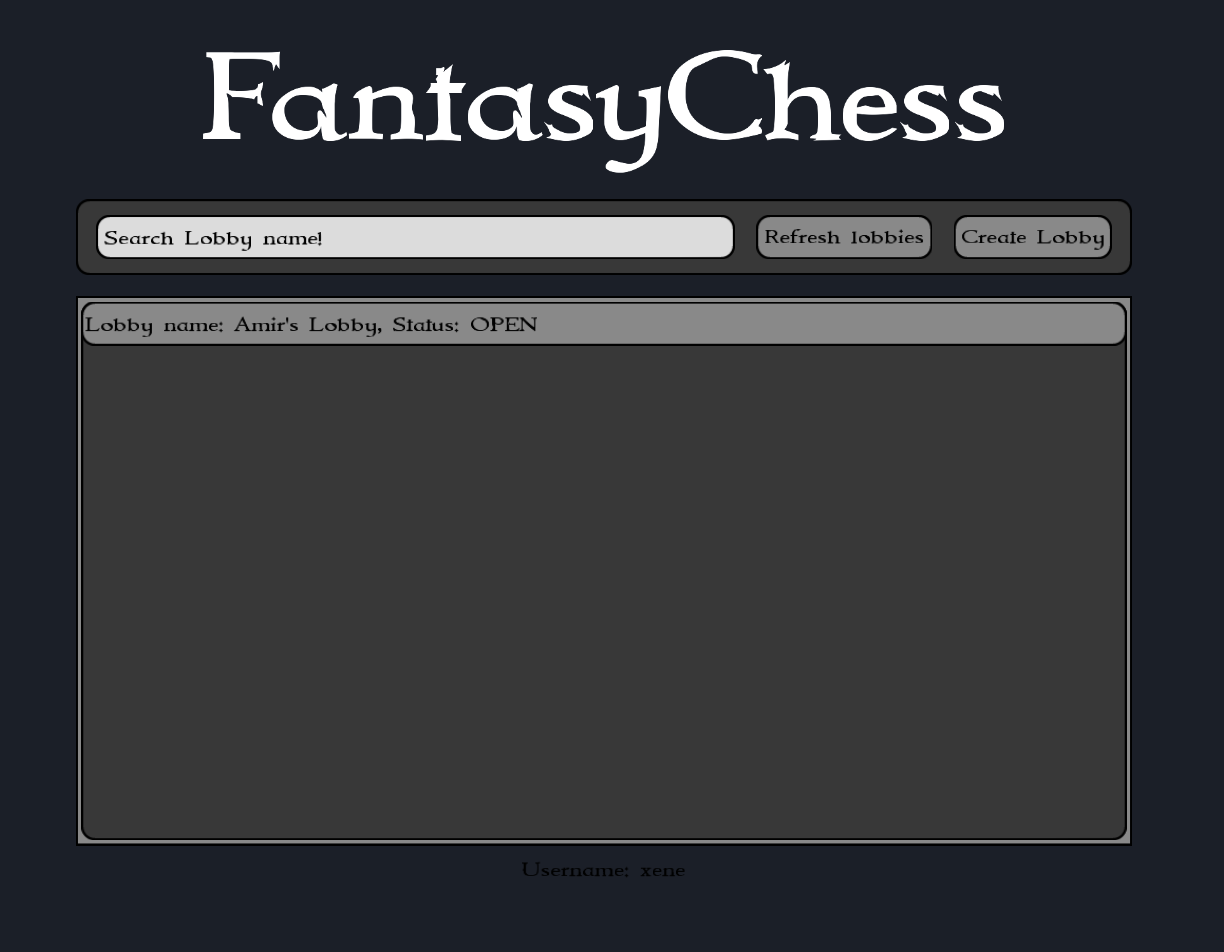 FantasyChess
Search Lobby name!
Refresh lobbies
Create Lobby
Lobby name: Amir's Lobby, Status: OPEN
Username: xene